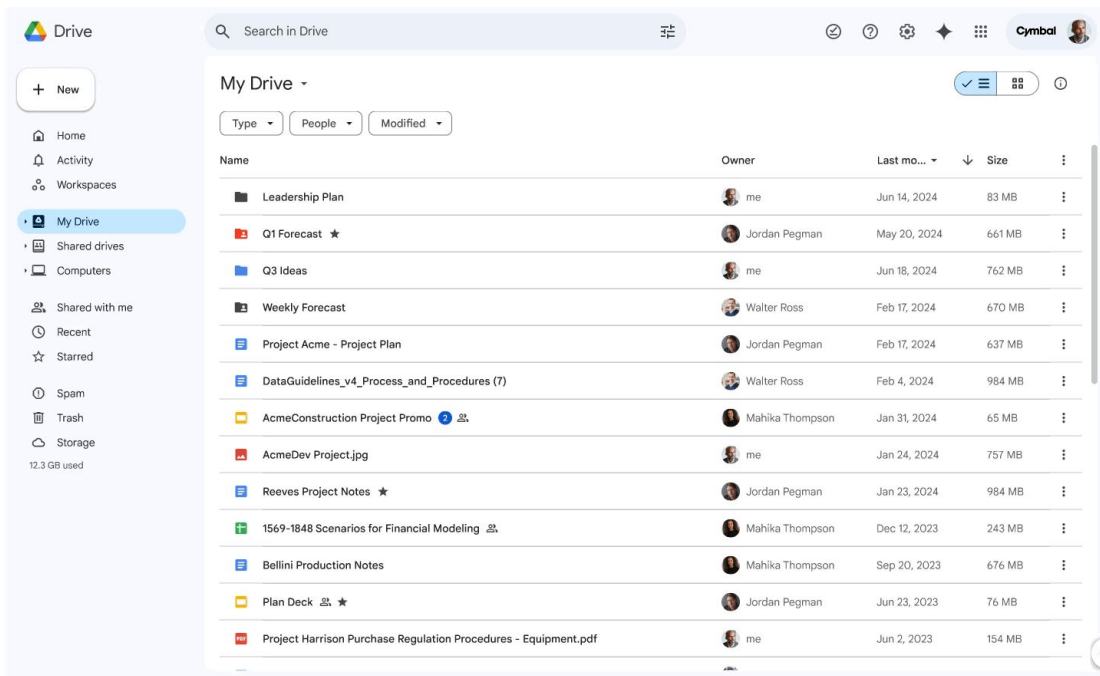 Drive
Search in Drive
Cymbal
New
Home
Activity
Workspaces
My Drive
Shared drives
Computers
Shared with me
Recent
Starred
Spam
Trash
Storage
12.3 GB used
My Drive
Type People Modified
Name Owner Last mo... Size
Leadership Plan me Jun 14, 2024 83 MB
Q1 Forecast Jordan Pegman May 20, 2024 661 MB
Q3 Ideas me Jun 18, 2024 762 MB
Weekly Forecast Walter Ross Feb 17, 2024 670 MB
Project Acme - Project Plan Jordan Pegman Feb 17, 2024 637 MB
DataGuidelines_v4_Process_and_Procedures (7) Walter Ross Feb 4, 2024 984 MB
AcmeConstruction Project Promo 2 Mahika Thompson Jan 31, 2024 65 MB
AcmeDev Project.jpg me Jan 24, 2024 757 MB
Reeves Project Notes Jordan Pegman Jan 23, 2024 984 MB
1569-1848 Scenarios for Financial Modeling Mahika Thompson Dec 12, 2023 243 MB
Bellini Production Notes Mahika Thompson Sep 20, 2023 676 MB
Plan Deck Jordan Pegman Jun 23, 2023 76 MB
PDF Project Harrison Purchase Regulation Procedures - Equipment.pdf me Jun 2, 2023 154 MB